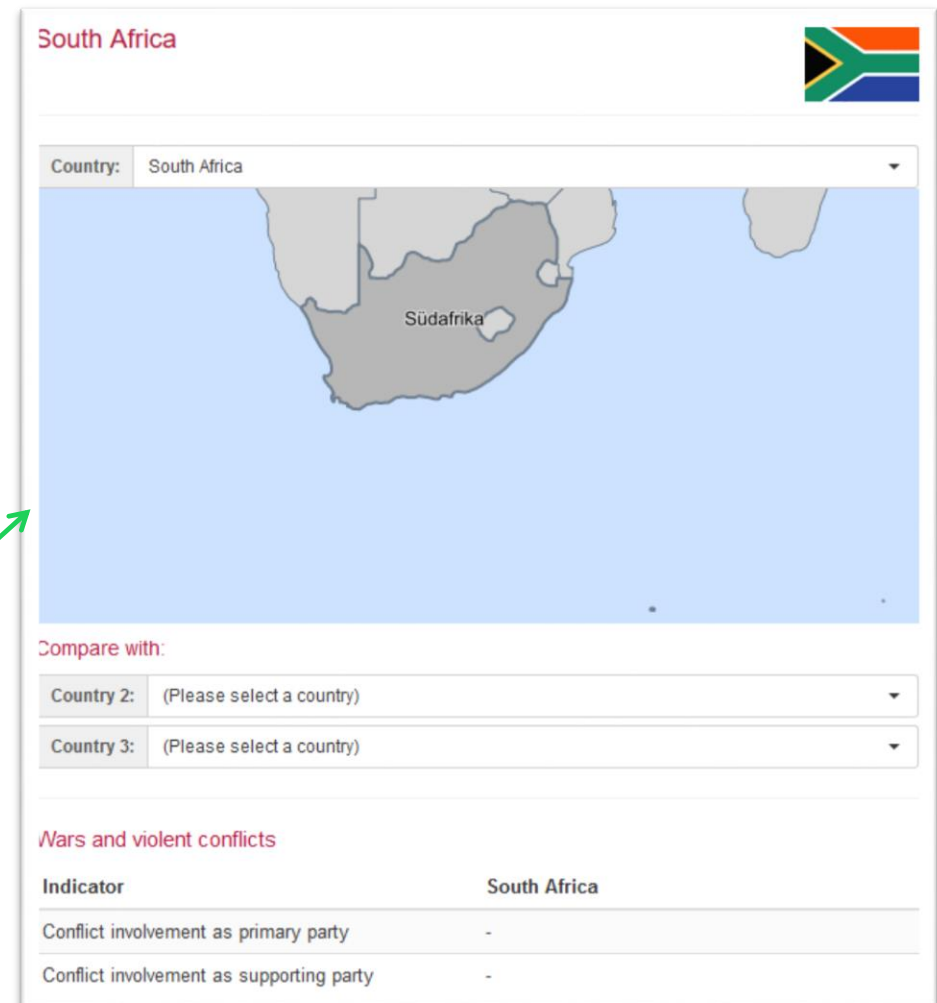 South Africa
Country: South Africa
Südafrika
Compare with:
Country 2: (Please select a country)
Country 3: (Please select a country)
Wars and violent conflicts
Indicator South Africa
Conflict involvement as primary party -
Conflict involvement as supporting party -